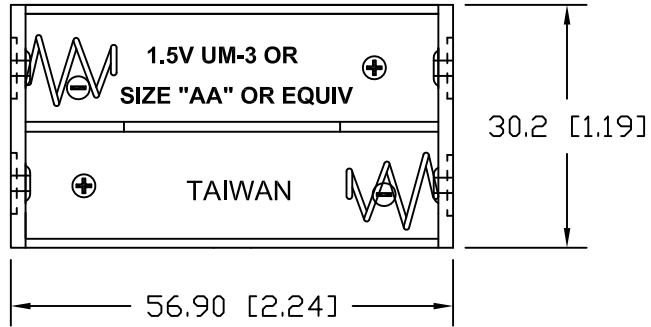 1.5V UM-3 OR
SIZE "AA" OR EQUIV
TAIWAN
30.2 [1.19]
56.90 [2.24]